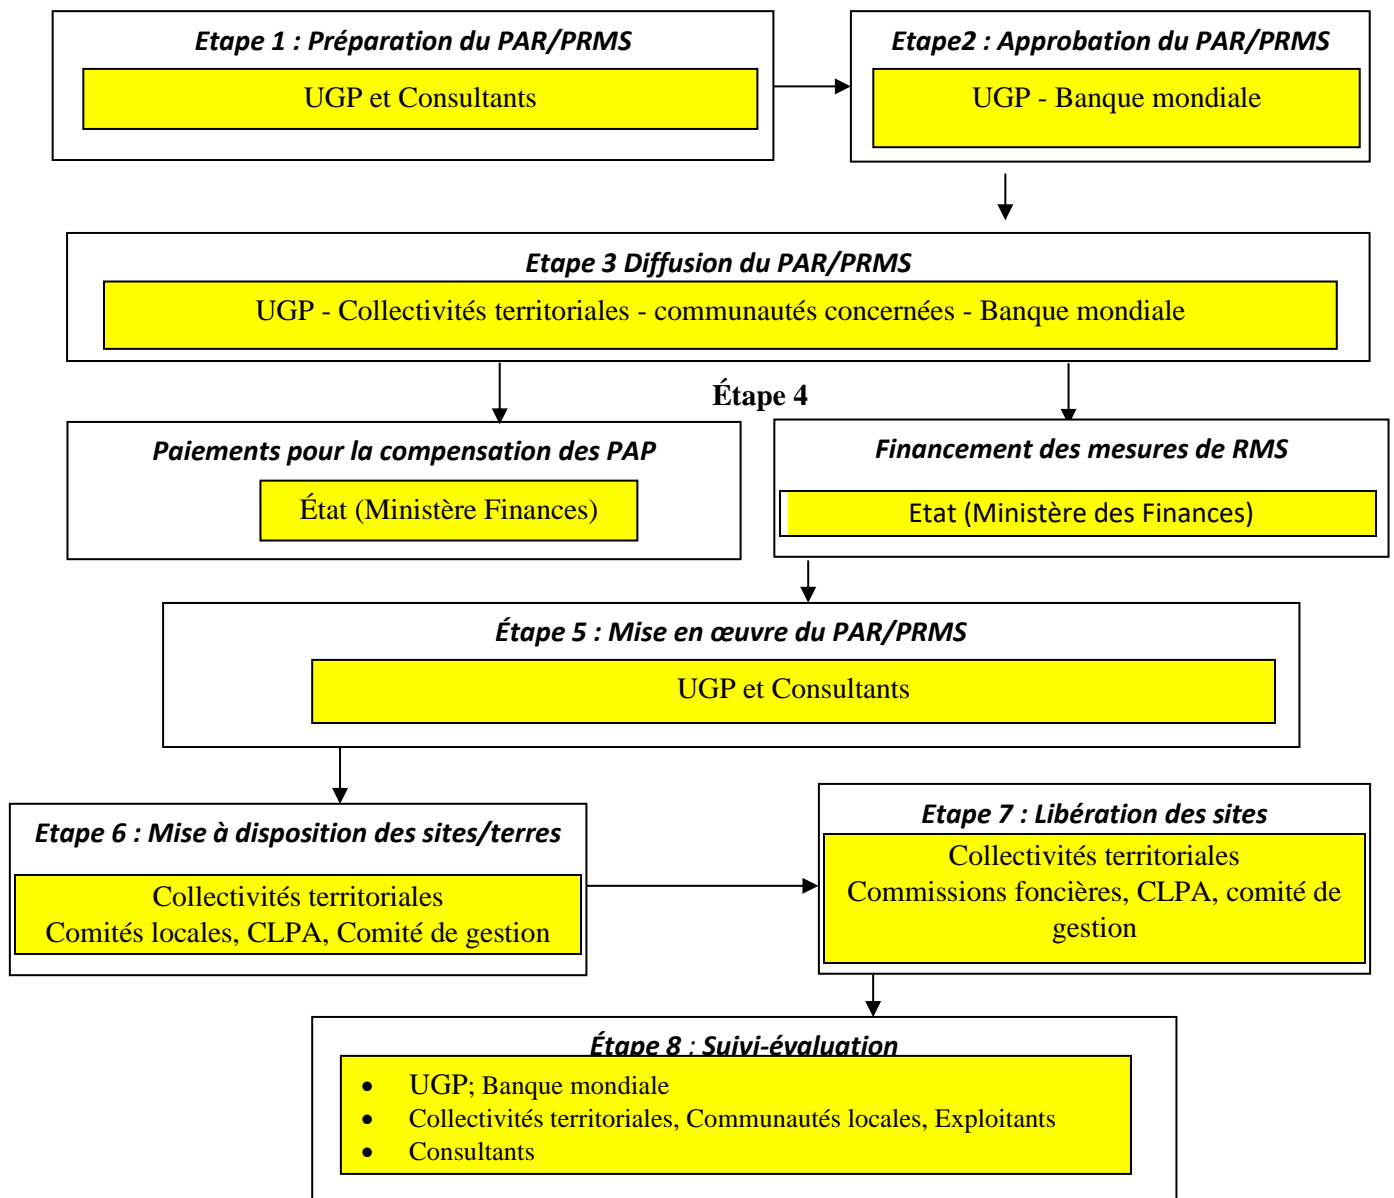 Etape 1 : Préparation du PAR/PRMS
UGP et Consultants
Etape2 : Approbation du PAR/PRMS
UGP - Banque mondiale
Etape 3 Diffusion du PAR/PRMS
UGP - Collectivités territoriales - communautés concernées - Banque mondiale
Étape 4
Paiements pour la compensation des PAP
État (Ministère Finances)
Financement des mesures de RMS
Etat (Ministère des Finances)
Étape 5 : Mise en œuvre du PAR/PRMS
UGP et Consultants
Etape 6 : Mise à disposition des sites/terres
Collectivités territoriales
Comités locales, CLPA, Comité de gestion
Etape 7 : Libération des sites
Collectivités territoriales
Commissions foncières, CLPA, comité de
gestion
Étape 8 : Suivi-évaluation
• UGP; Banque mondiale
• Collectivités territoriales, Communautés locales, Exploitants
• Consultants